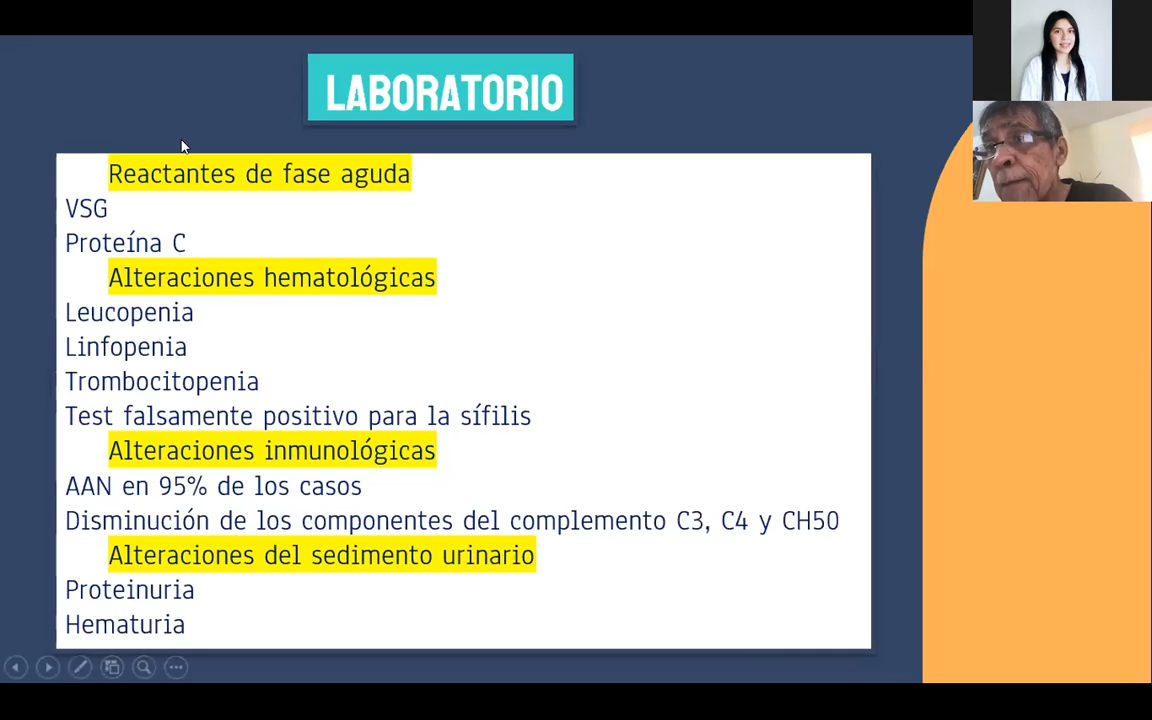 LABORATORIO
Reactantes de fase aguda
VSG
Proteína C
Alteraciones hematológicas
Leucopenia
Linfopenia
Trombocitopenia
Test falsamente positivo para la sífilis
Alteraciones inmunológicas
AAN en 95% de los casos
Disminución de los componentes del complemento C3, C4 y CH50
Alteraciones del sedimento urinario
Proteinuria
Hematuria